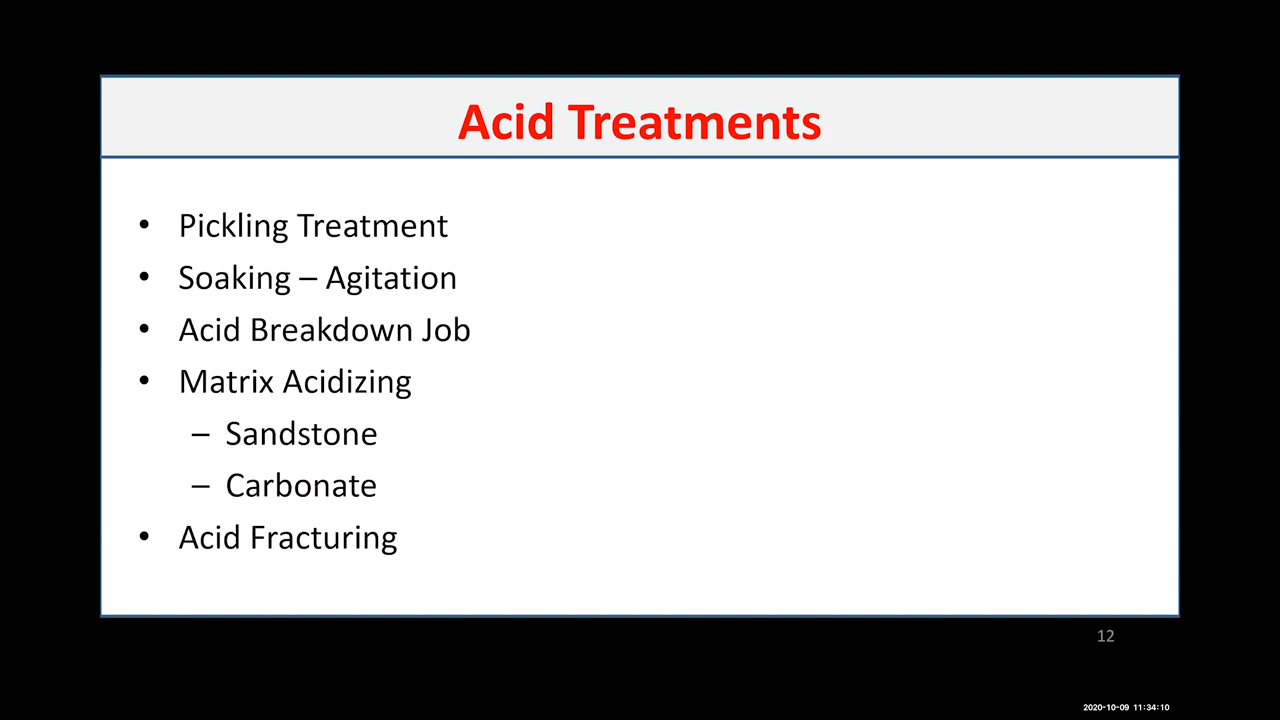 Acid Treatments
• Pickling Treatment
• Soaking – Agitation
• Acid Breakdown Job
• Matrix Acidizing
– Sandstone
– Carbonate
• Acid Fracturing
12
2020-10-09 11:34:10